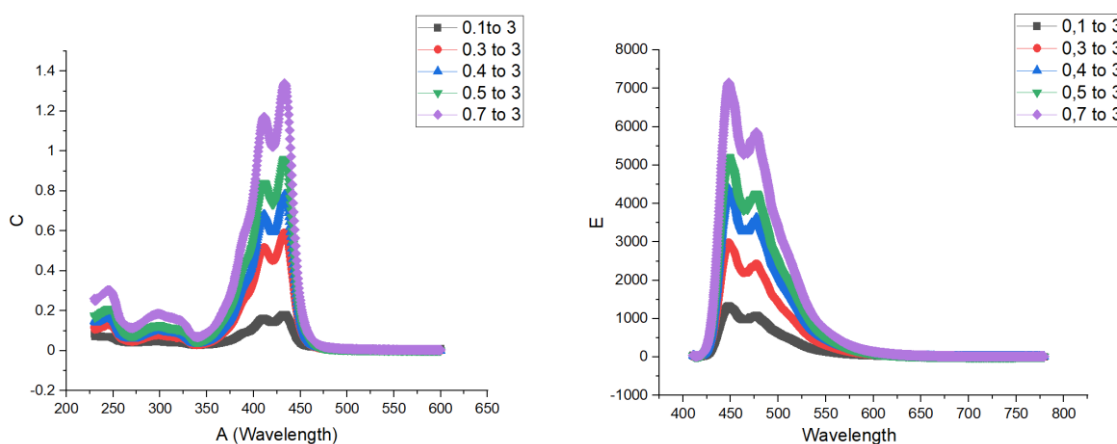 0.1to 3
0.3 to 3
0.4 to 3
0.5 to 3
0.7 to 3
1.4
1.2
1
0.8
0.6
0.4
0.2
0
-0.2
C
200 250 300 350 400 450 500 550 600 650
A (Wavelength)
0,1 to 3
0,3 to 3
0,4 to 3
0,5 to 3
0,7 to 3
8000
7000
6000
5000
4000
3000
2000
1000
0
-1000
E
400 450 500 550 600 650 700 750 800
Wavelength